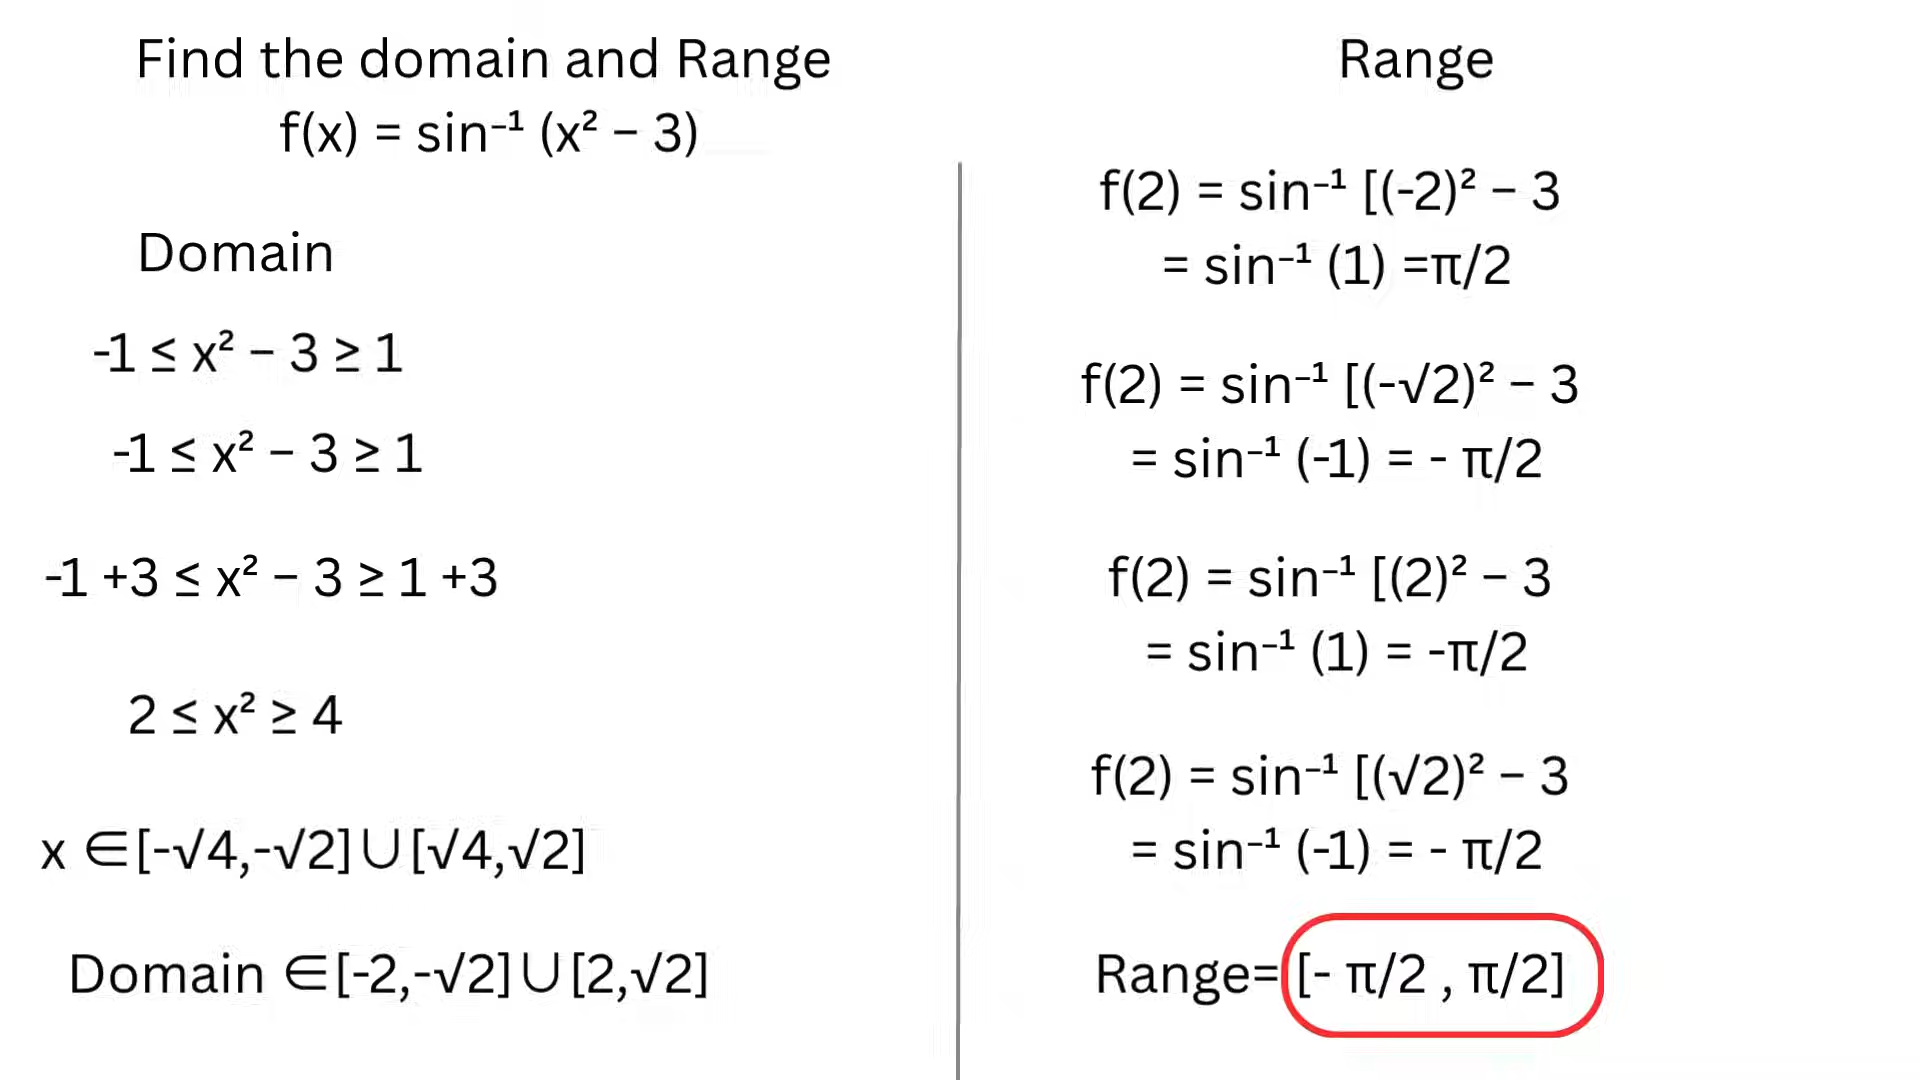 Find the domain and Range
f(x) = sin⁻¹ (x² − 3)
Domain
-1 ≤ x² − 3 ≥ 1
-1 ≤ x² − 3 ≥ 1
-1 +3 ≤ x² − 3 ≥ 1 +3
2 ≤ x² ≥ 4
x ∈[-√4,-√2]∪[√4,√2]
Domain ∈[-2,-√2]∪[2,√2]
Range
f(2) = sin⁻¹ [(-2)² − 3
= sin⁻¹ (1) =π/2
f(2) = sin⁻¹ [(-√2)² − 3
= sin⁻¹ (-1) = - π/2
f(2) = sin⁻¹ [(2)² − 3
= sin⁻¹ (1) = -π/2
f(2) = sin⁻¹ [(√2)² − 3
= sin⁻¹ (-1) = - π/2
Range= [- π/2 , π/2]